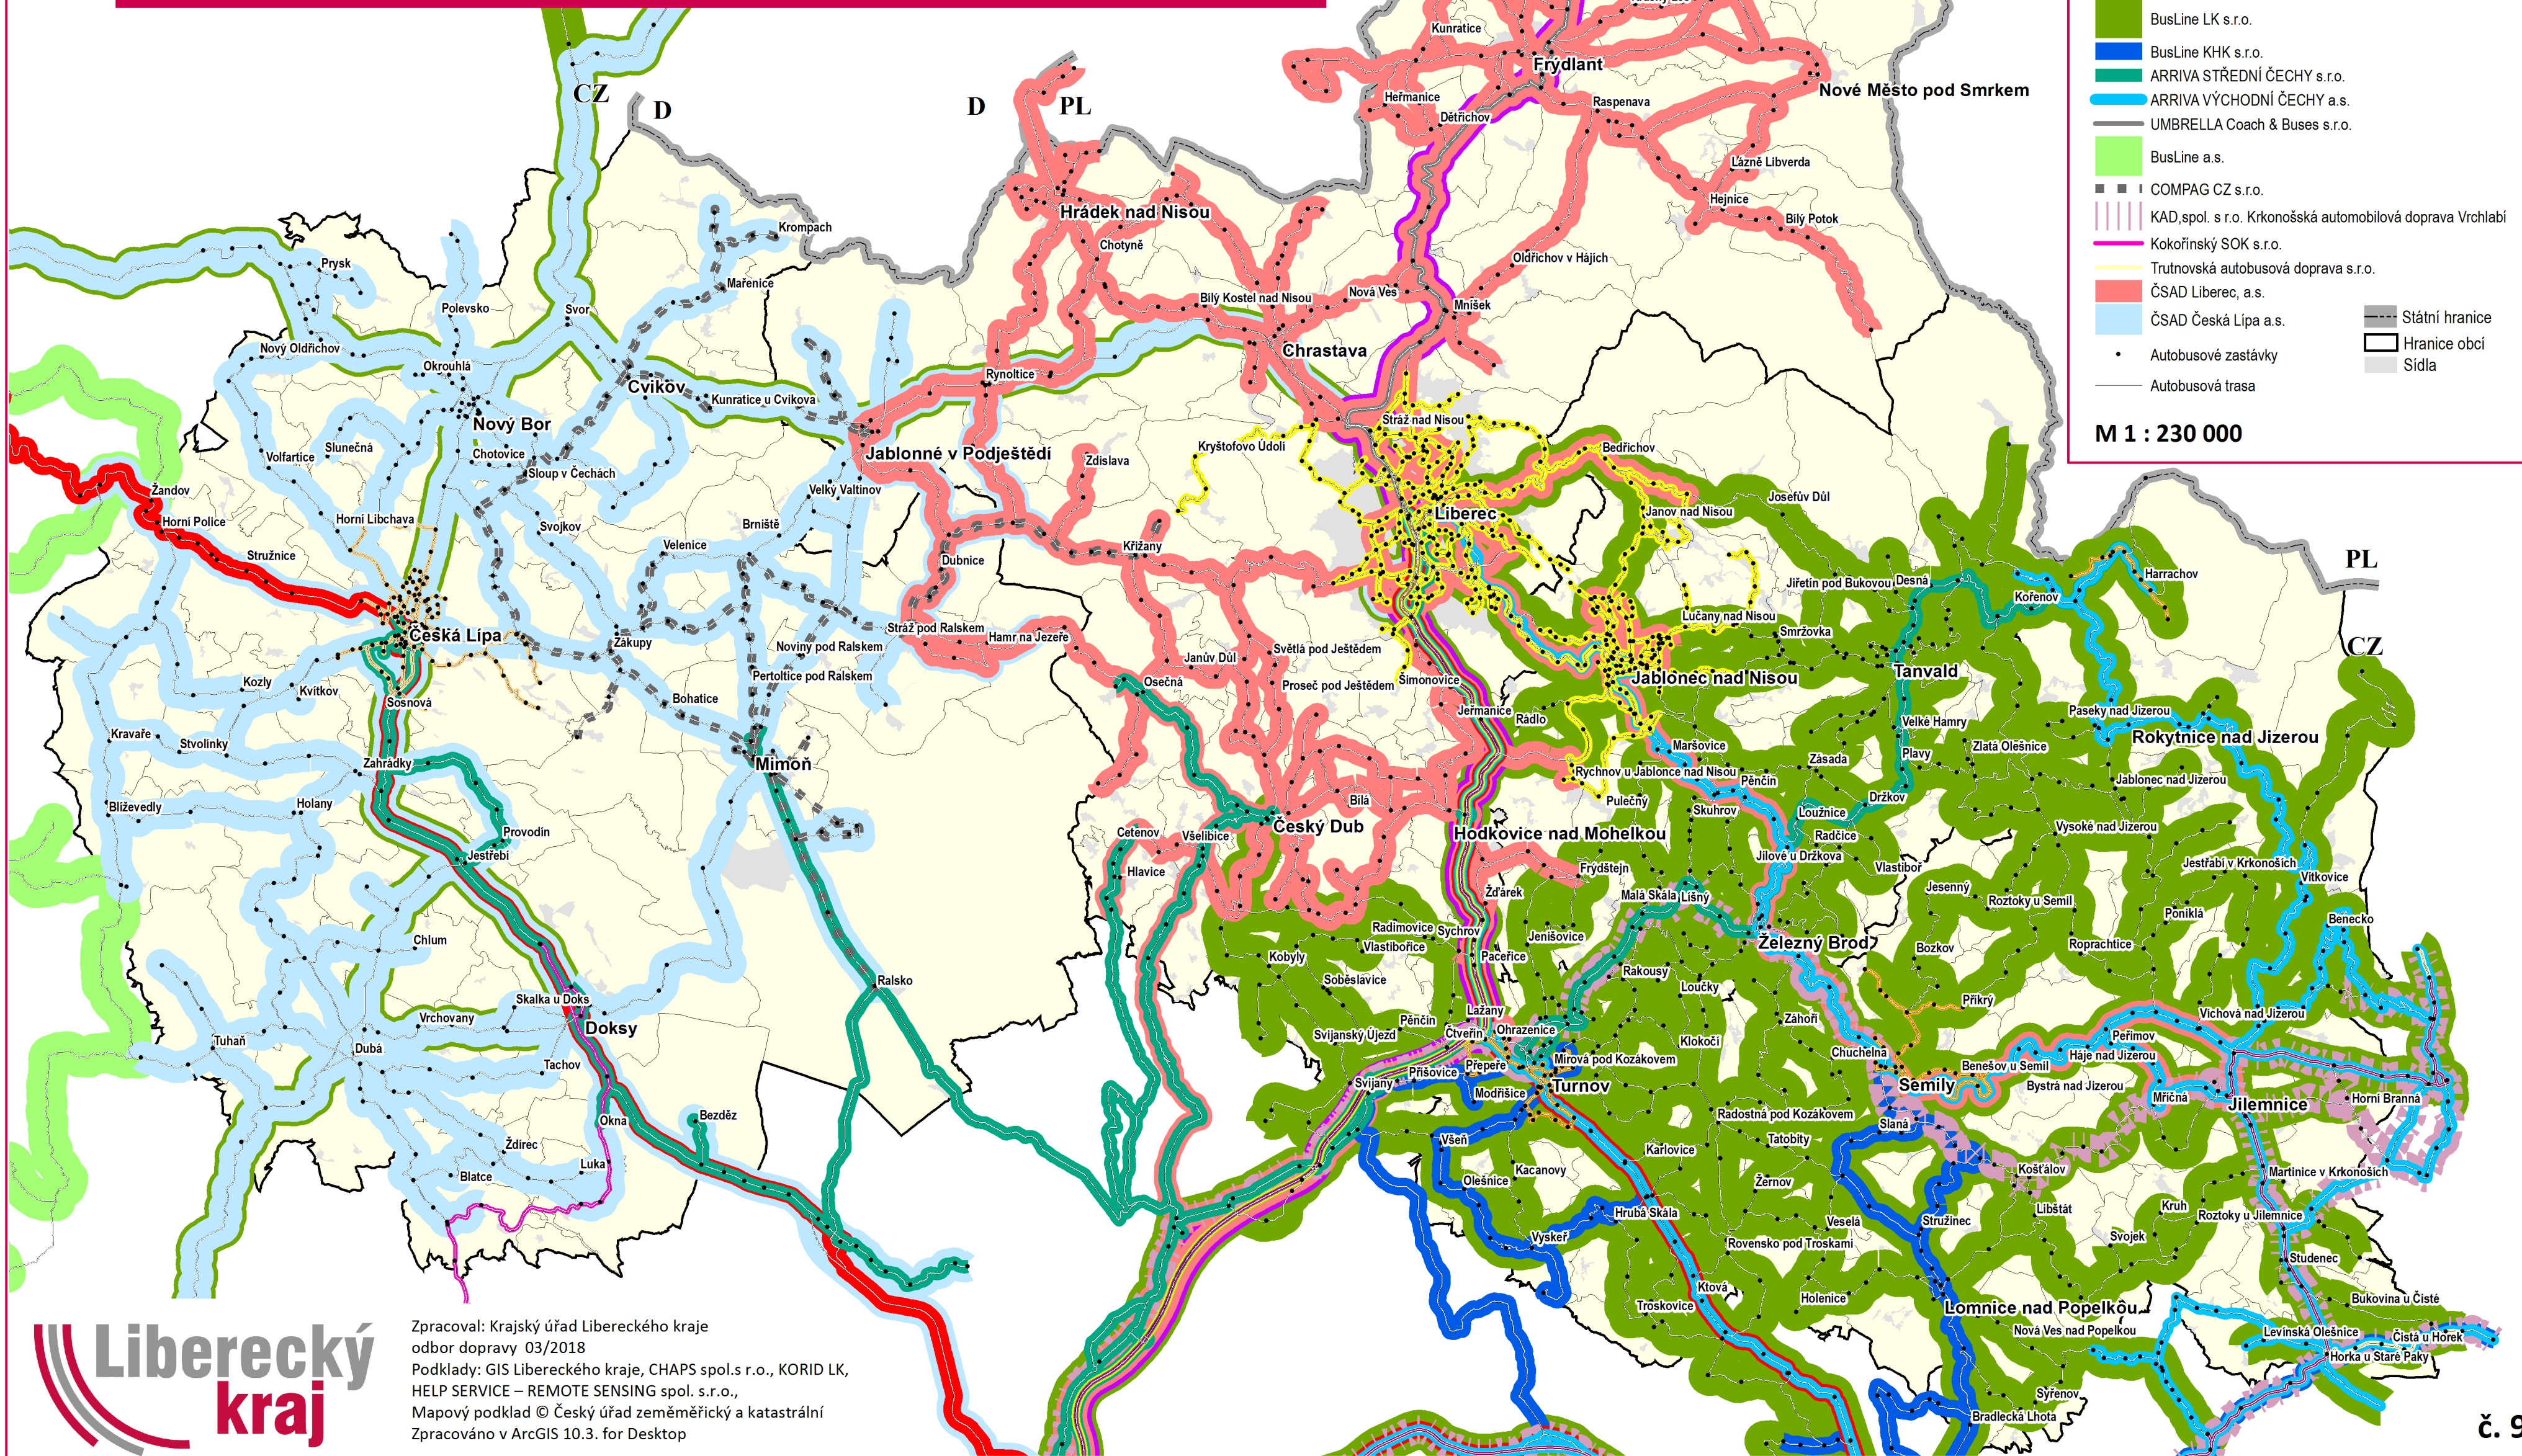 BusLine LK s.r.o.
BusLine KHK s.r.o.
ARRIVA STŘEDNÍ ČECHY s.r.o.
ARRIVA VÝCHODNÍ ČECHY a.s.
UMBRELLA Coach & Buses s.r.o.
BusLine a.s.
COMPAG CZ s.r.o.
KAD,spol. s r.o. Krkonošská automobilová doprava Vrchlabí
Kokořínský SOK s.r.o.
Trutnovská autobusová doprava s.r.o.
ČSAD Liberec, a.s.
ČSAD Česká Lípa a.s.
Autobusové zastávky
Autobusová trasa
Státní hranice
Hranice obcí
Sídla
M 1 : 230 000
Kunratice
Frýdlant
CZ
D
D
PL
Heřmanice
Dětřichov
Raspenava
Nové Město pod Smrkem
Lázně Libverda
Hejnice
Bílý Potok
Hrádek nad Nisou
Chotyně
Oldřichov v Hájích
Krompach
Mařenice
Prysk
Polevsko
Svor
Bílý Kostel nad Nisou
Nová Ves
Mníšek
Nový Oldřichov
Okrouhlá
Cvikov
Kunratice u Cvikova
Rynoltice
Chrastava
Nový Bor
Slunečná
Volfartice
Chotovice
Sloup v Čechách
Jablonné v Podještědí
Zdislava
Kryštofovo Údolí
Stráž nad Nisou
Bedřichov
Žandov
Horní Police
Horní Libchava
Svojkov
Velký Valtinov
Brniště
Velenice
Liberec
Janov nad Nisou
Josefův Důl
Stružnice
Dubnice
Křižany
Jiřetín pod Bukovou
Desná
Kořenov
Harrachov
PL
CZ
Česká Lípa
Zákupy
Noviny pod Ralskem
Stráž pod Ralskem
Hamr na Jezeře
Lučany nad Nisou
Smržovka
Kozly
Kvítkov
Sosnová
Bohatice
Pertoltice pod Ralskem
Osečná
Janův Důl
Světlá pod Ještědem
Proseč pod Ještědem
Šimonovice
Jablonec nad Nisou
Tanvald
Kravaře
Stvolínky
Zahrádky
Mimoň
Jeřmanice
Rádlo
Maršovice
Velké Hamry
Plavy
Zlatá Olešnice
Paseky nad Jizerou
Rokytnice nad Jizerou
Blíževedly
Holany
Provodín
Jestřebí
Rychnov u Jablonce nad Nisou
Pěnčín
Zásada
Držkov
Jablonec nad Jizerou
Pulečný
Skuhrov
Loužnice
Radčice
Bílá
Český Dub
Cetenov
Všelibice
Hlavice
Hodkovice nad Mohelkou
Frýdštejn
Jílové u Držkova
Vlastiboř
Vysoké nad Jizerou
Jestřabí v Krkonoších
Vítkovice
Žďárek
Malá Skála
Líšný
Jesenný
Roztoky u Semil
Poniklá
Benecko
Chlum
Kobyly
Radimovice
Vlastibořice
Sychrov
Paceřice
Jenišovice
Železný Brod
Bozkov
Roprachtice
Soběslavice
Rakousy
Loučky
Ralsko
Skalka u Doks
Vrchovany
Doksy
Tuhaň
Dubá
Tachov
Příkrý
Záhoří
Lažany
Pěnčín
Svijanský Újezd
Čtveřín
Ohrazenice
Klokočí
Chuchelna
Víchová nad Jizerou
Peřimov
Háje nad Jizerou
Benešov u Semil
Bystrá nad Jizerou
Mírová pod Kozákovem
Přepeře
Příšovice
Svijany
Modřišice
Turnov
Semily
Mříčná
Jilemnice
Horní Branná
Okna
Bezděz
Ždírec
Luka
Blatce
Radostná pod Kozákovem
Slaná
Tatobity
Všeň
Karlovice
Kacanovy
Olešnice
Žernov
Košťálov
Martinice v Krkonoších
Hrubá Skála
Vyskeř
Veselá
Stružinec
Libštát
Kruh
Roztoky u Jilemnice
Svojek
Rovensko pod Troskami
Studenec
Ktová
Troskovice
Holenice
Lomnice nad Popelkou
Bukovina u Čisté
Nová Ves nad Popelkou
Levínská Olešnice
Čistá u Horek
Horka u Staré Paky
Syřenov
Bradlecká Lhota
Liberecký
kraj
Zpracoval: Krajský úřad Libereckého kraje
odbor dopravy 03/2018
Podklady: GIS Libereckého kraje, CHAPS spol.s r.o., KORID LK,
HELP SERVICE – REMOTE SENSING spol. s.r.o.,
Mapový podklad © Český úřad zeměměřický a katastrální
Zpracováno v ArcGIS 10.3. for Desktop
č. 9